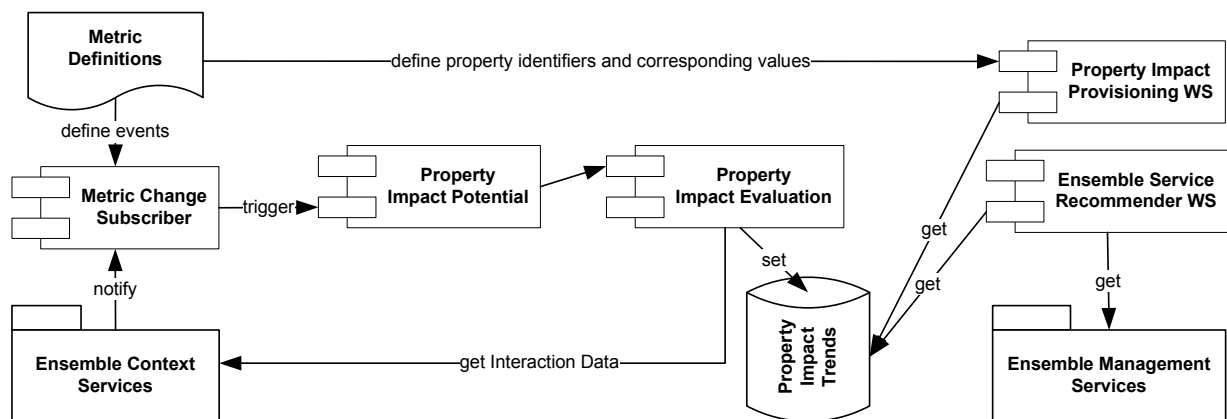 Metric
Definitions
define property identifiers and corresponding values
Property Impact
Provisioning WS
define events
Metric Change
Subscriber
trigger
Property
Impact Potential
Property
Impact Evaluation
Ensemble Service
Recommender WS
get
set
get
get
notify
Property
Impact
Trends
Ensemble Context
Services
get Interaction Data
Ensemble Management
Services